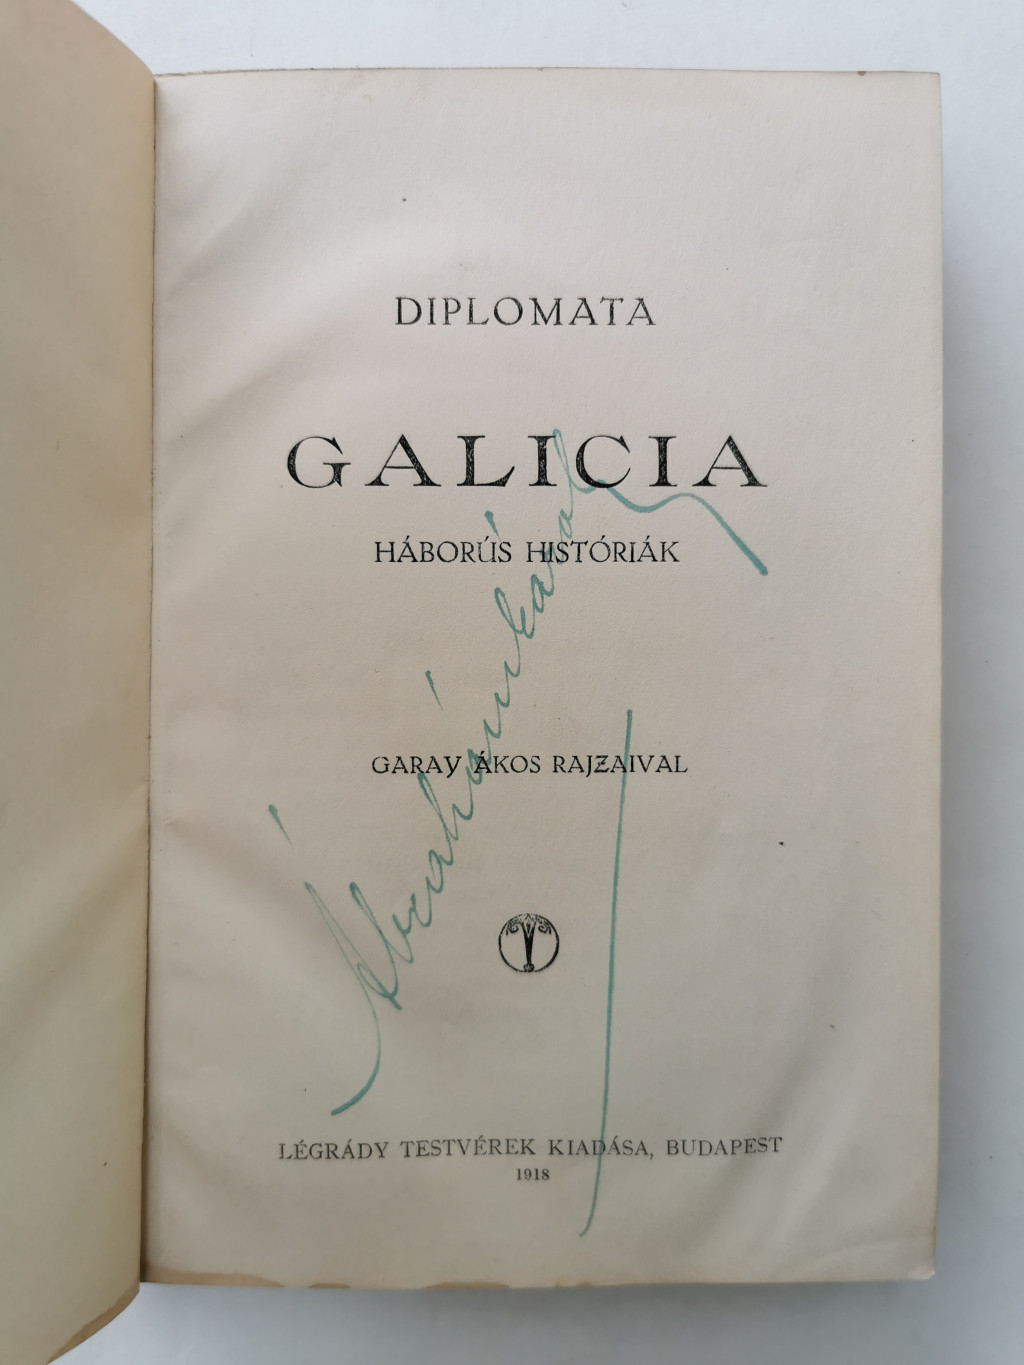 DIPLOMATA
GALICIA
HÁBORÚS HISTÓRIÁK
GARAY ÁKOS RAJZAIVAL
LÉGRÁDY TESTVÉREK KIADÁSA, BUDAPEST
1918